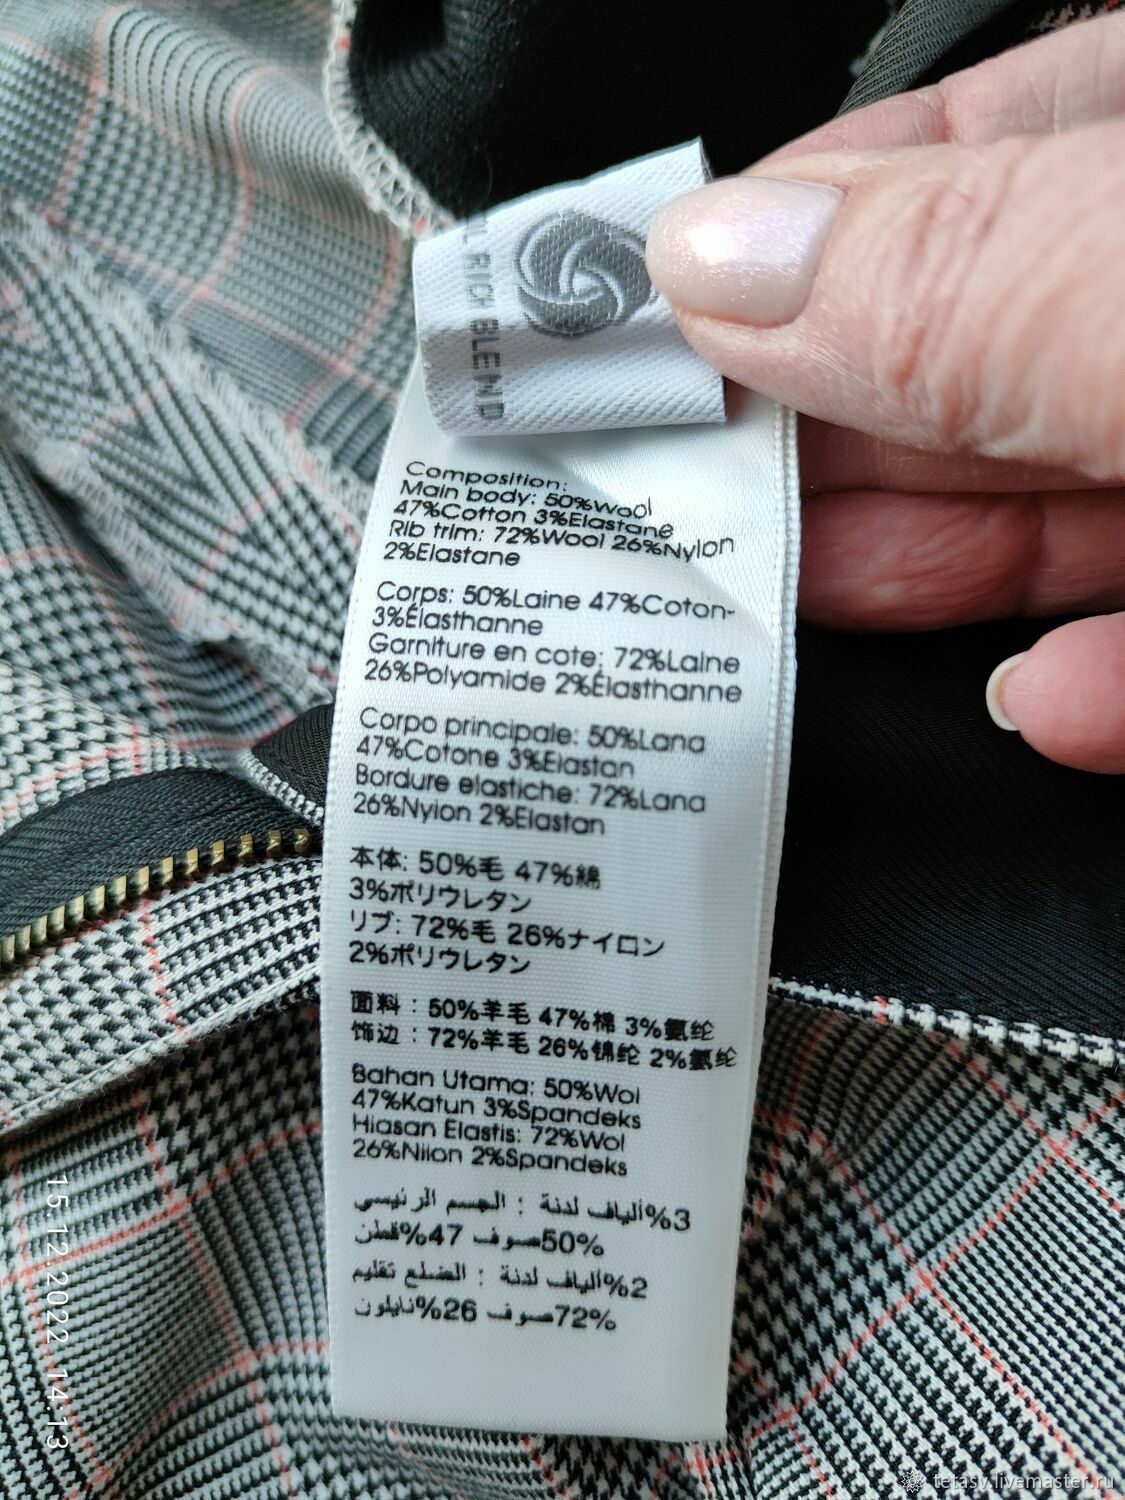 RICH BLEND
Composition:
Main body: 50%Wool
47%Cotton 3%Elastane
Rib trim: 72%Wool 26%Nylon
2%Elastane
Corps: 50%Laine 47%Coton-
3%Élasthanne
Garniture en cote: 72%Laine
26%Polyamide 2%Élasthanne
Corpo principale: 50%Lana
47%Cotone 3%Elastan
Bordure elastiche: 72%Lana
26%Nylon 2%Elastan
本体: 50%毛 47%綿
3%ポリウレタン
リブ: 72%毛 26%ナイロン
2%ポリウレタン
面料：50%羊毛 47%棉 3%氨纶
饰边：72%羊毛 26%锦纶 2%氨纶
Bahan Utama: 50%Wol
47%Katun 3%Spandeks
Hiasan Elastis: 72%Wol
26%Nilon 2%Spandeks
3%ألياف لدنة : الجسم الرئيسي
50%صوف 47%قطن
2%ألياف لدنة : الضلع تقليم
72%صوف 26%نايلون
15.12.2022 14:13
tetasy.livemaster.ru